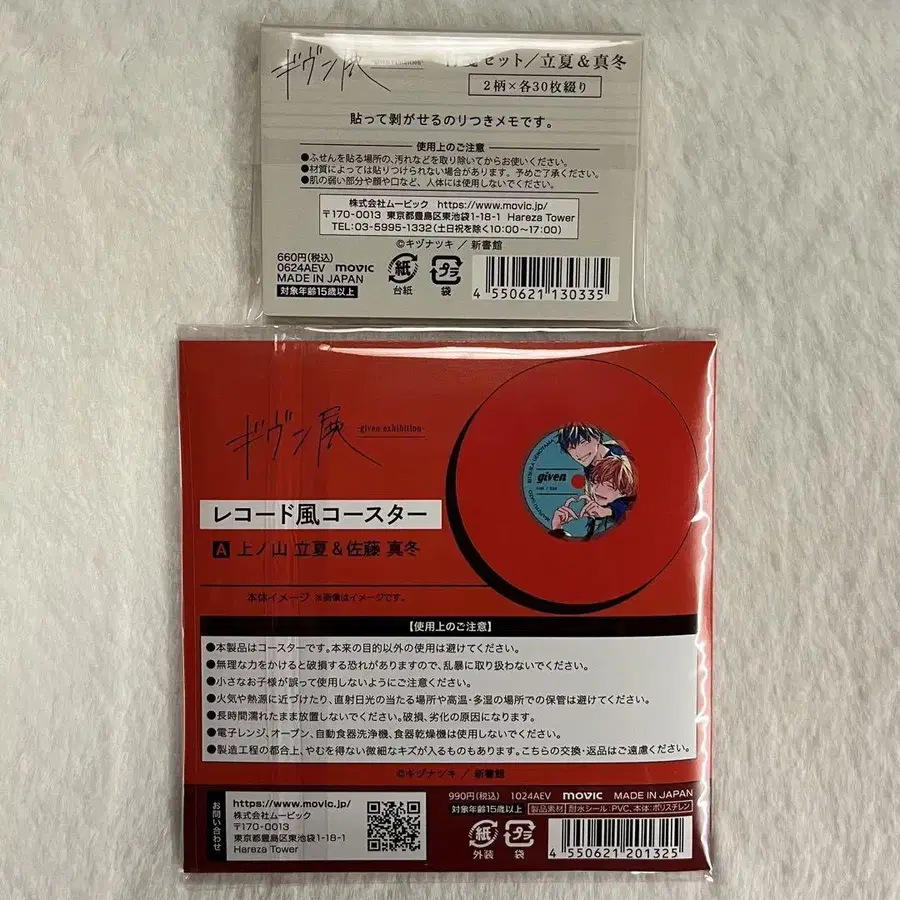 ギヴン展
セット/立夏&真冬
2柄×各30枚綴り
貼って剥がせるのりつきメモです。
使用上のご注意
●ふせんを貼る場所の、汚れなどを取り除いてからお使いください。
●材質によっては貼りつけられない場合があります。予めご了承ください。
●肌の弱い部分や顔や口など、人体には使用しないでください。
株式会社ムービック https://www.movic.jp/
〒170-0013 東京都豊島区東池袋1-18-1 Hareza Tower
TEL:03-5995-1332(土日祝を除く10:00〜17:00)
©キヅナツキ / 新書館
660円(税込)
0624AEV movic
MADE IN JAPAN
対象年齢15歳以上
紙
台紙
プラ
袋
4 550621 130335
ギヴン展 -given exhibition-
レコード風コースター
A 上ノ山 立夏&佐藤 真冬
RITSUKA UENOYAMA
given
MAFUYU SATO
本体イメージ ※画像はイメージです。
【使用上のご注意】
●本製品はコースターです。本来の目的以外の使用は避けてください。
●無理な力をかけると破損する恐れがありますので、乱暴に取り扱わないでください。
●小さなお子様が誤って使用しないようにご注意ください。
●火気や熱源に近づけたり、直射日光の当たる場所や高温・多湿の場所での保管は避けてください。
●長時間濡れたまま放置しないでください。破損、劣化の原因になります。
●電子レンジ、オーブン、自動食器洗浄機、食器乾燥機は使用しないでください。
●製造工程の都合上、やむを得ない微細なキズが入るものもあります。こちらの交換・返品はご遠慮ください。
©キヅナツキ / 新書館
お問い合わせ
https://www.movic.jp/
株式会社ムービック
〒170-0013
東京都豊島区東池袋1-18-1
Hareza Tower
990円(税込) 1024AEV movic MADE IN JAPAN
対象年齢15歳以上 製品素材 耐水シール:PVC、本体:ポリスチレン
紙
外装
プラ
袋
4 550621 201325